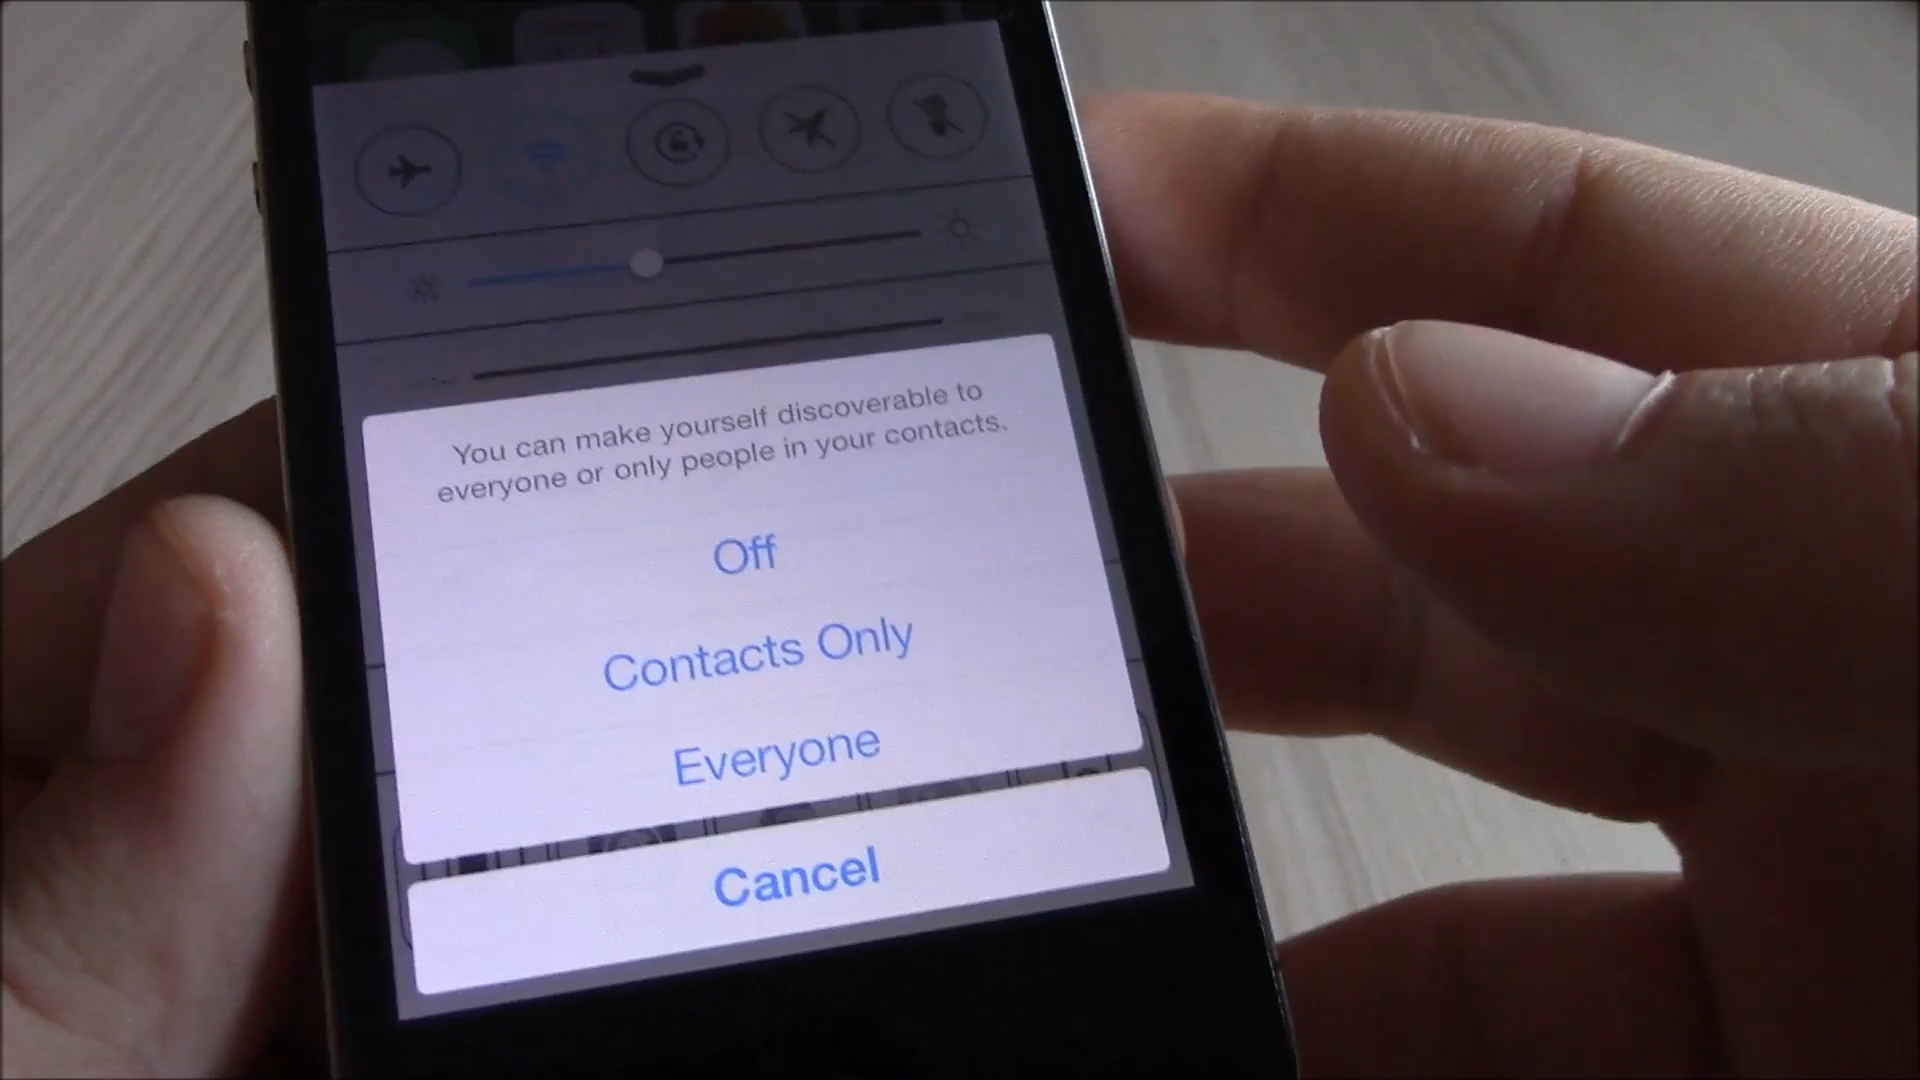 You can make yourself discoverable to
everyone or only people in your contacts.
Off
Contacts Only
Everyone
Cancel